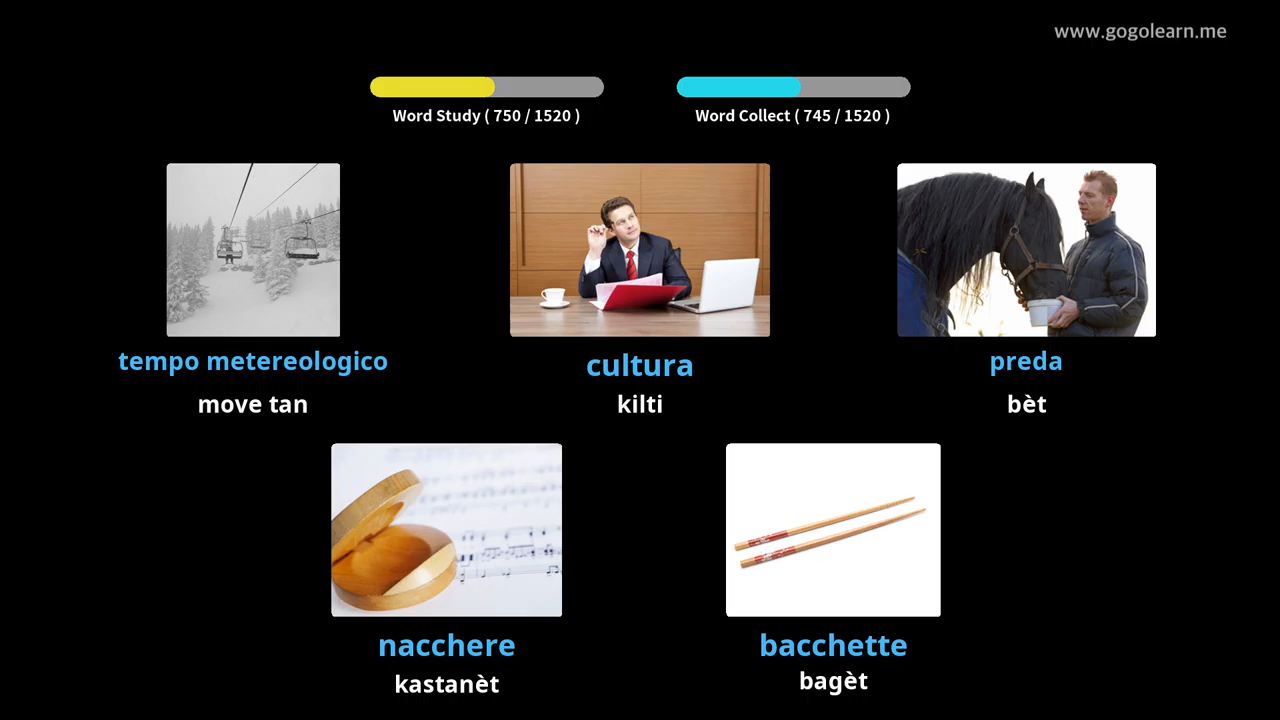 www.gogolearn.me
Word Study ( 750 / 1520 )
Word Collect ( 745 / 1520 )
tempo metereologico
move tan
cultura
kilti
preda
bèt
nacchere
kastanèt
bacchette
bagèt